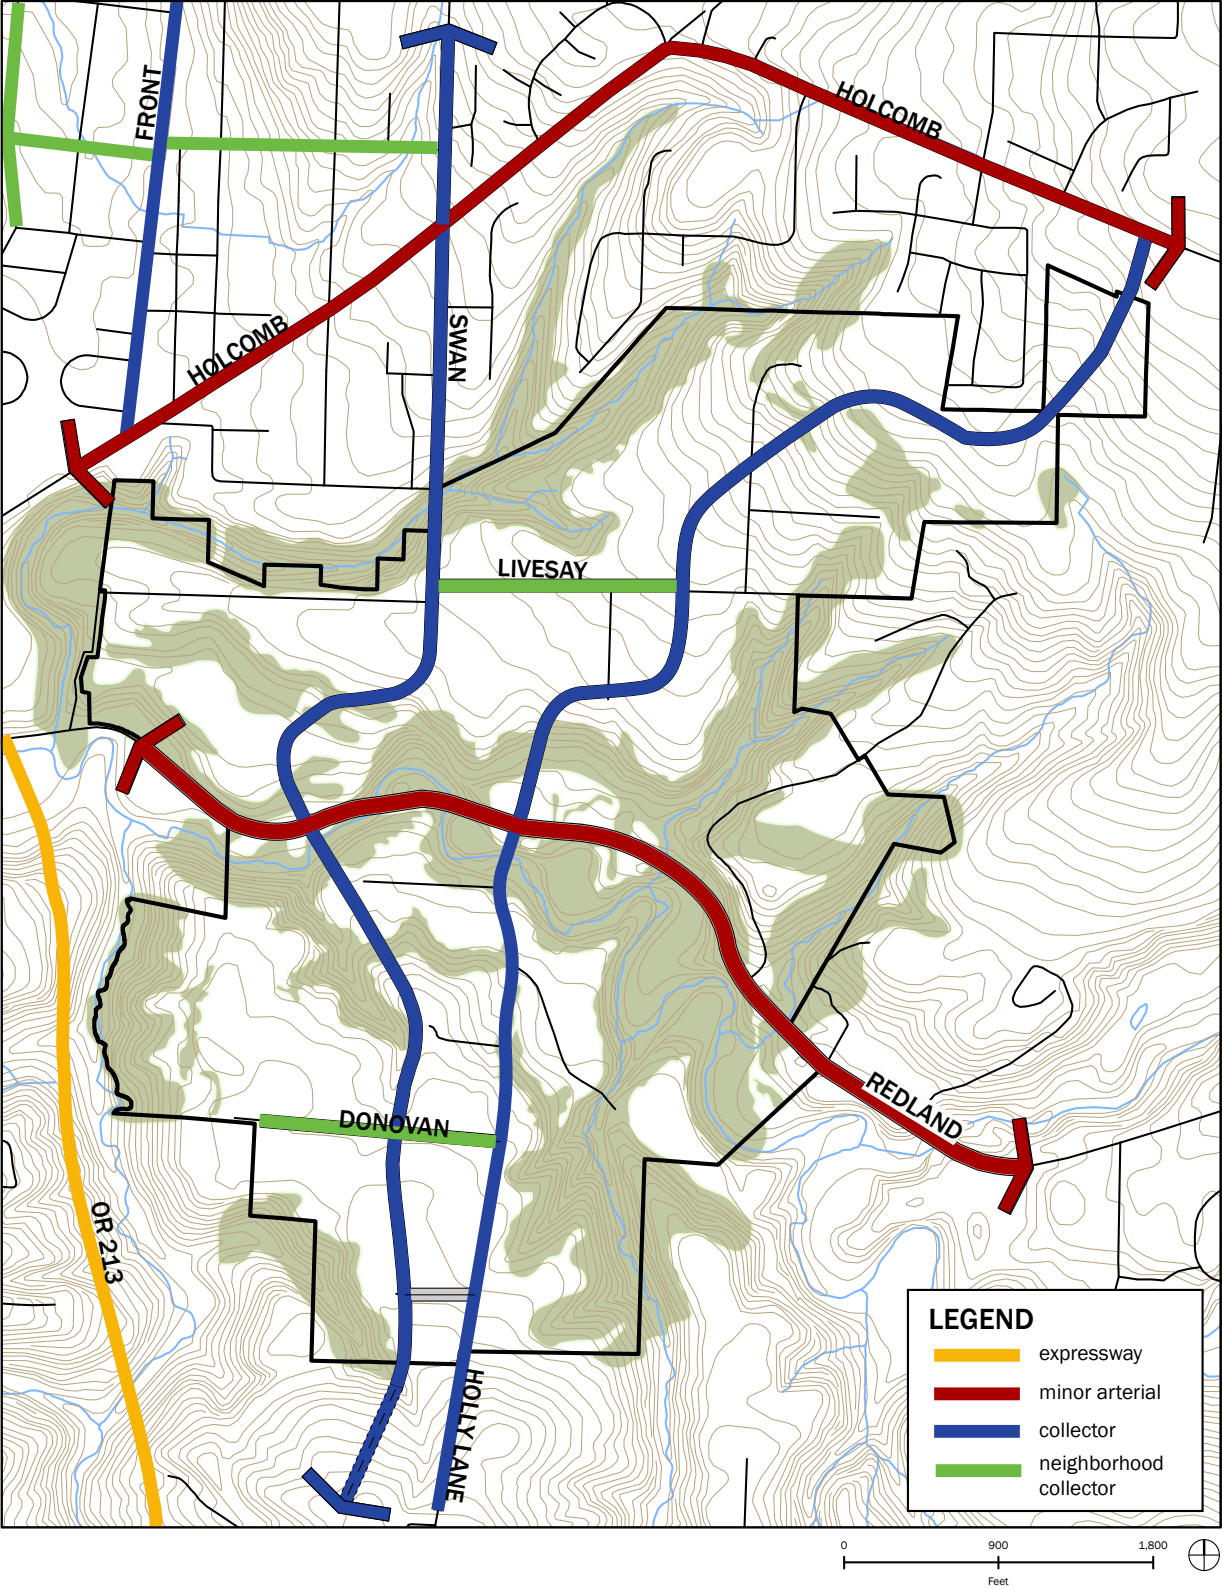 FRONT
HOLCOMB
HOLCOMB
SWAN
LIVESAY
DONOVAN
REDLAND
OR 213
HOLLY LANE
LEGEND
expressway
minor arterial
collector
neighborhood
collector
0 900 1,800
Feet